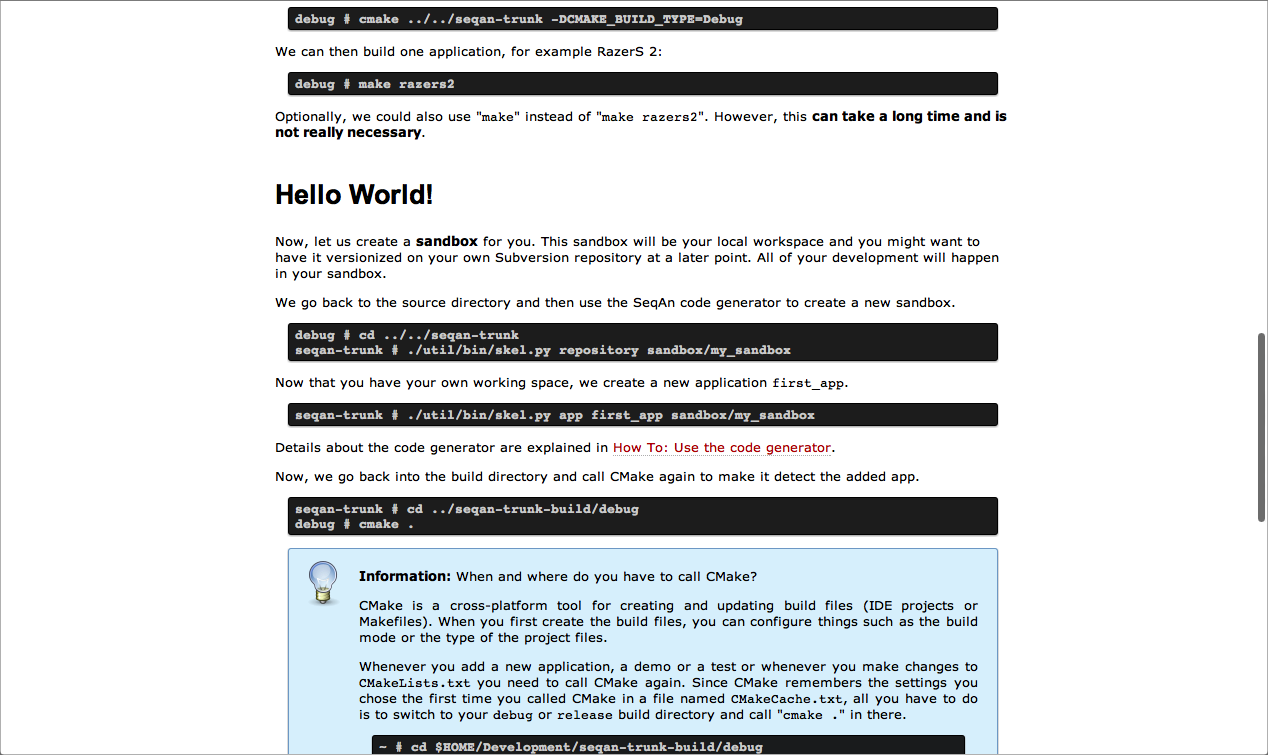 debug # cmake ../../seqan-trunk -DCMAKE_BUILD_TYPE=Debug
We can then build one application, for example RazerS 2:
debug # make razers2
Optionally, we could also use "make" instead of "make razers2". However, this can take a long time and is
not really necessary.
Hello World!
Now, let us create a sandbox for you. This sandbox will be your local workspace and you might want to
have it versionized on your own Subversion repository at a later point. All of your development will happen
in your sandbox.
We go back to the source directory and then use the SeqAn code generator to create a new sandbox.
debug # cd ../../seqan-trunk
seqan-trunk # ./util/bin/skel.py repository sandbox/my_sandbox
Now that you have your own working space, we create a new application first_app.
seqan-trunk # ./util/bin/skel.py app first_app sandbox/my_sandbox
Details about the code generator are explained in How To: Use the code generator.
Now, we go back into the build directory and call CMake again to make it detect the added app.
seqan-trunk # cd ../seqan-trunk-build/debug
debug # cmake .
Information: When and where do you have to call CMake?
CMake is a cross-platform tool for creating and updating build files (IDE projects or
Makefiles). When you first create the build files, you can configure things such as the build
mode or the type of the project files.
Whenever you add a new application, a demo or a test or whenever you make changes to
CMakeLists.txt you need to call CMake again. Since CMake remembers the settings you
chose the first time you called CMake in a file named CMakeCache.txt, all you have to do
is to switch to your debug or release build directory and call "cmake ." in there.
~ # cd $HOME/Development/seqan-trunk-build/debug